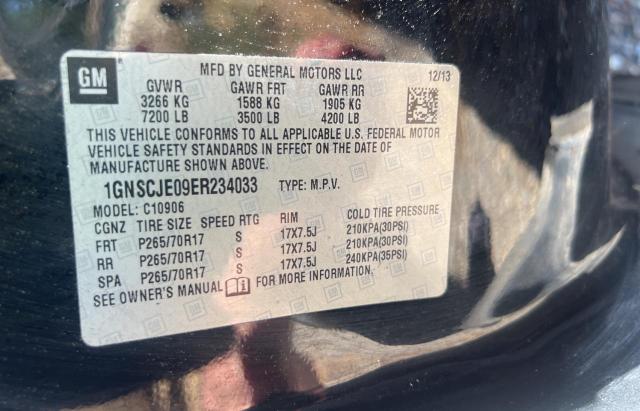 GM
MFD BY GENERAL MOTORS LLC 12/13
GVWR GAWR FRT GAWR RR
3266 KG 1588 KG 1905 KG
7200 LB 3500 LB 4200 LB
THIS VEHICLE CONFORMS TO ALL APPLICABLE U.S. FEDERAL MOTOR
VEHICLE SAFETY STANDARDS IN EFFECT ON THE DATE OF
MANUFACTURE SHOWN ABOVE.
1GNSCJE09ER234033 TYPE: M.P.V.
MODEL: C10906
CGNZ TIRE SIZE SPEED RTG RIM COLD TIRE PRESSURE
FRT P265/70R17 S 17X7.5J 210KPA(30PSI)
RR P265/70R17 S 17X7.5J 210KPA(30PSI)
SPA P265/70R17 S 17X7.5J 240KPA(35PSI)
SEE OWNER'S MANUAL FOR MORE INFORMATION.